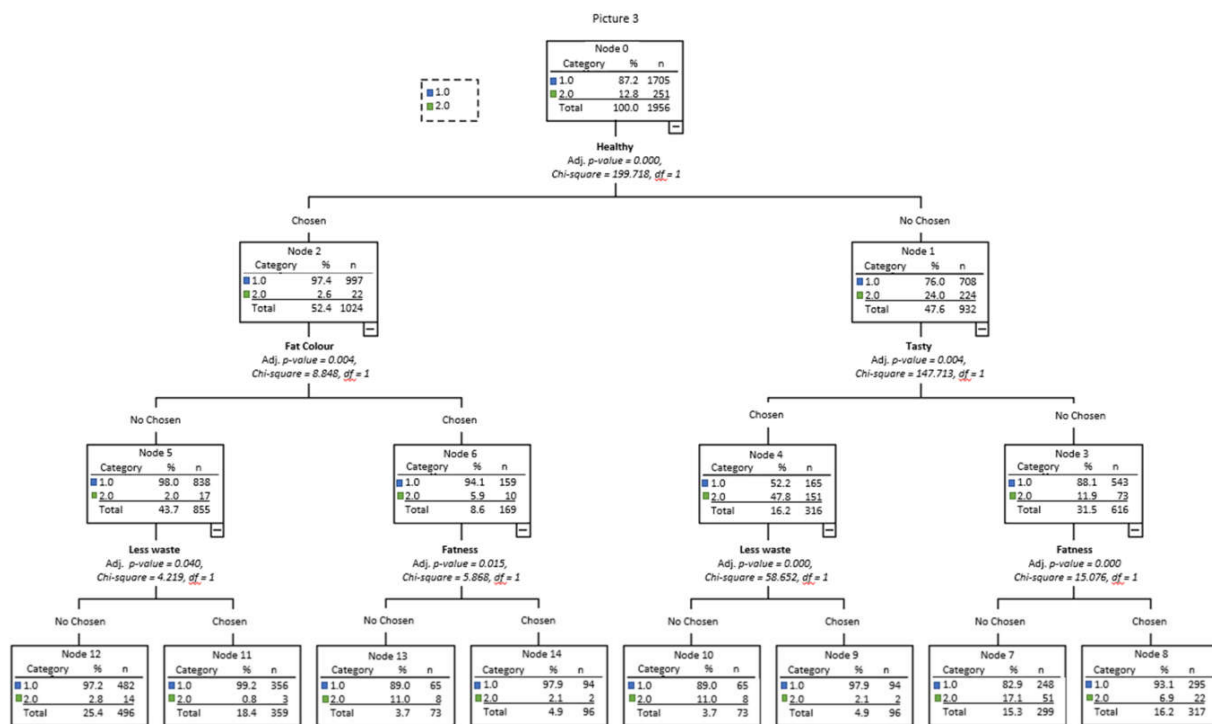 Picture 3
Node 0
Category % n
1.0 87.2 1705
2.0 12.8 251
Total 100.0 1956
1.0
2.0
Healthy
Adj. p-value = 0.000,
Chi-square = 199.718, df = 1
Chosen
No Chosen
Node 2
Category % n
1.0 97.4 997
2.0 2.6 22
Total 52.4 1024
Node 1
Category % n
1.0 76.0 708
2.0 24.0 224
Total 47.6 932
Fat Colour
Adj. p-value = 0.004,
Chi-square = 8.848, df = 1
Tasty
Adj. p-value = 0.004,
Chi-square = 147.713, df = 1
No Chosen
Chosen
Chosen
No Chosen
Node 5
Category % n
1.0 98.0 838
2.0 2.0 17
Total 43.7 855
Node 6
Category % n
1.0 94.1 159
2.0 5.9 10
Total 8.6 169
Node 4
Category % n
1.0 52.2 165
2.0 47.8 151
Total 16.2 316
Node 3
Category % n
1.0 88.1 543
2.0 11.9 73
Total 31.5 616
Less waste
Adj. p-value = 0.040,
Chi-square = 4.219, df = 1
Fatness
Adj. p-value = 0.015,
Chi-square = 5.868, df = 1
Less waste
Adj. p-value = 0.000,
Chi-square = 58.652, df = 1
Fatness
Adj. p-value = 0.000
Chi-square = 15.076, df = 1
No Chosen
Chosen
No Chosen
Chosen
No Chosen
Chosen
No Chosen
Chosen
Node 12
Category % n
1.0 97.2 482
2.0 2.8 14
Total 25.4 496
Node 11
Category % n
1.0 99.2 356
2.0 0.8 3
Total 18.4 359
Node 13
Category % n
1.0 89.0 65
2.0 11.0 8
Total 3.7 73
Node 14
Category % n
1.0 97.9 94
2.0 2.1 2
Total 4.9 96
Node 10
Category % n
1.0 89.0 65
2.0 11.0 8
Total 3.7 73
Node 9
Category % n
1.0 97.9 94
2.0 2.1 2
Total 4.9 96
Node 7
Category % n
1.0 82.9 248
2.0 17.1 51
Total 15.3 299
Node 8
Category % n
1.0 93.1 295
2.0 6.9 22
Total 16.2 317